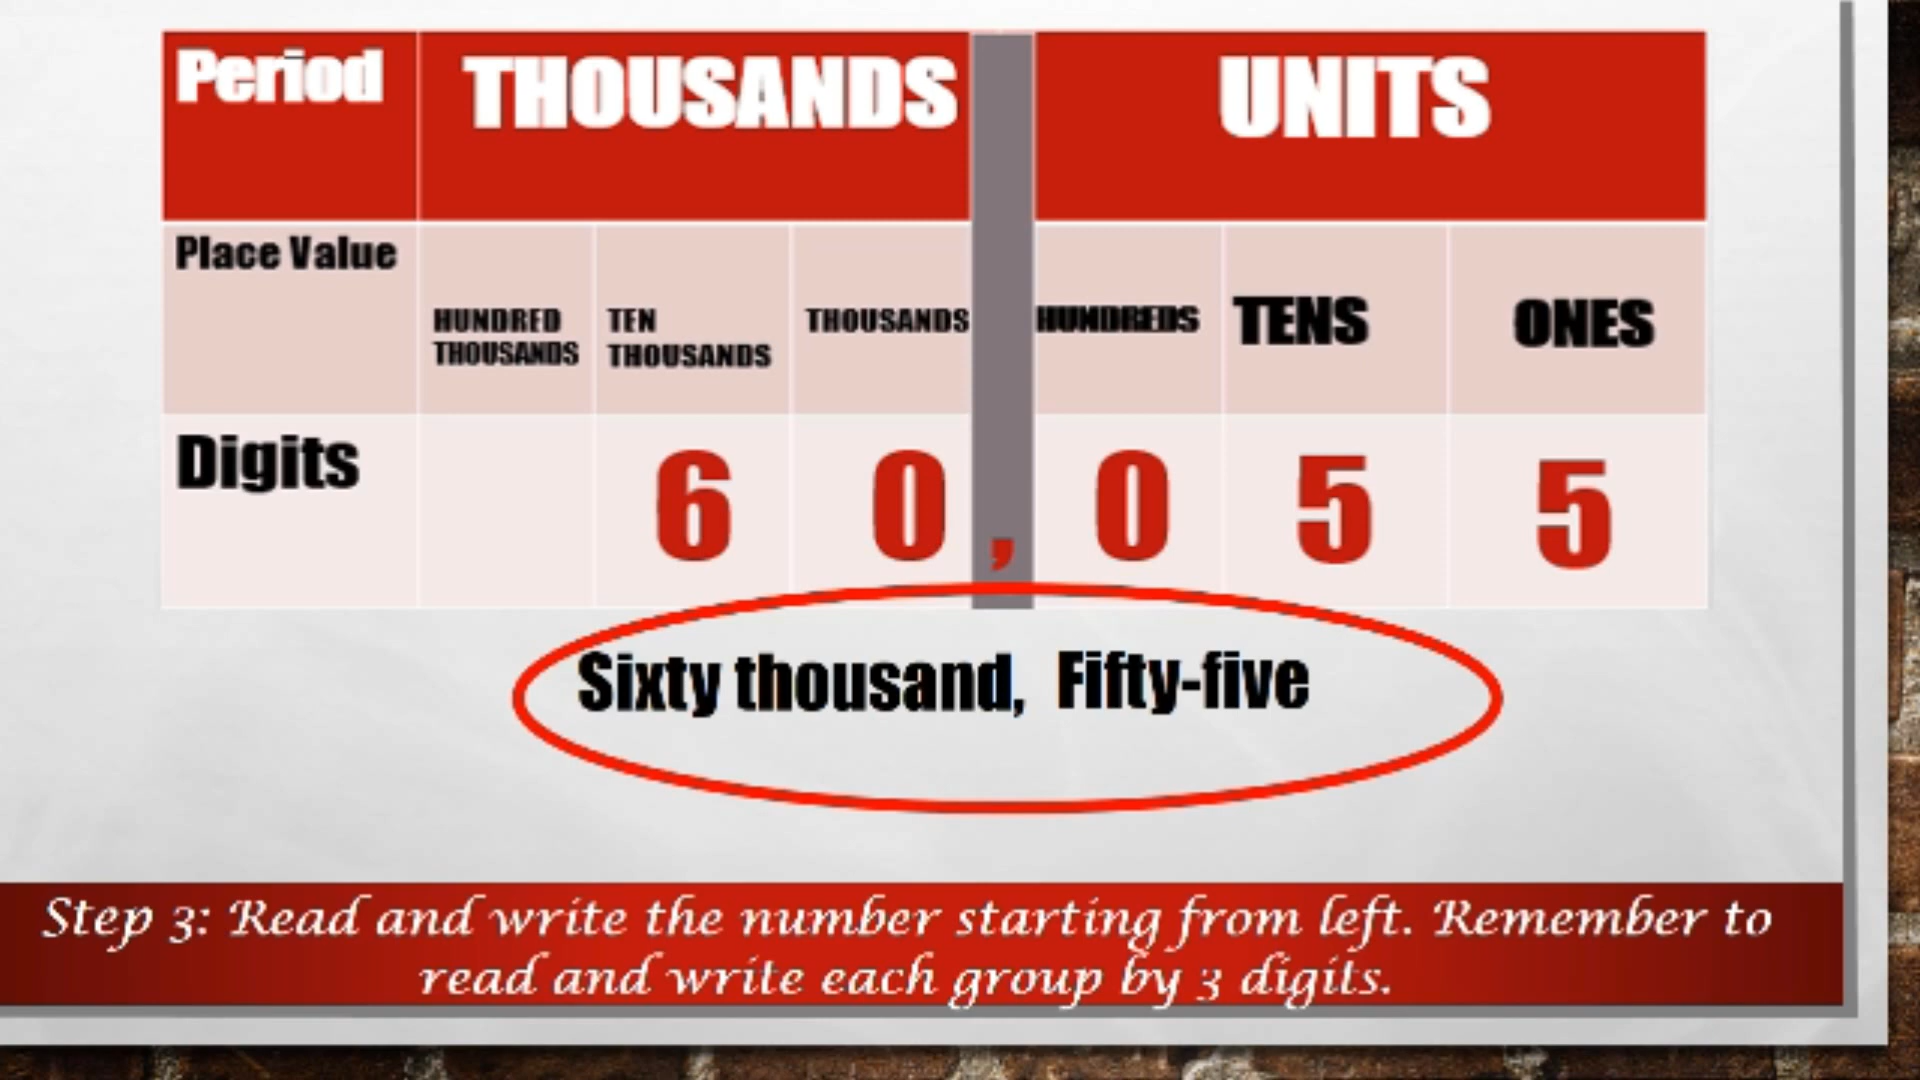 Period THOUSANDS UNITS
Place Value
HUNDRED THOUSANDS TEN THOUSANDS THOUSANDS HUNDREDS TENS ONES
Digits 6 0 , 0 5 5
Sixty thousand, Fifty-five
Step 3: Read and write the number starting from left. Remember to
read and write each group by 3 digits.